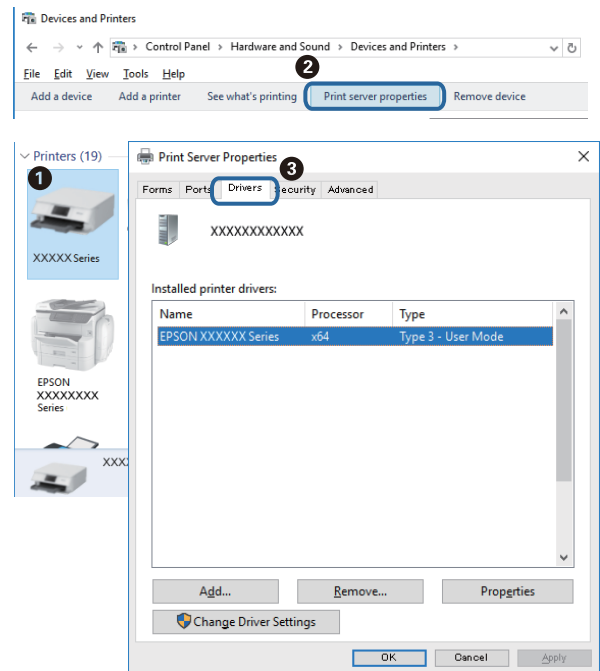 Devices and Printers
Control Panel > Hardware and Sound > Devices and Printers >
2
File Edit View Tools Help
Add a device Add a printer See what's printing Print server properties Remove device
Printers (19)
1
XXXXX Series
EPSON
XXXXXXXX
Series
XXX
Print Server Properties
3
Forms Ports Drivers Security Advanced
XXXXXXXXXXXX
Installed printer drivers:
Name Processor Type
EPSON XXXXXX Series x64 Type 3 - User Mode
Add... Remove... Properties
Change Driver Settings
OK Cancel Apply